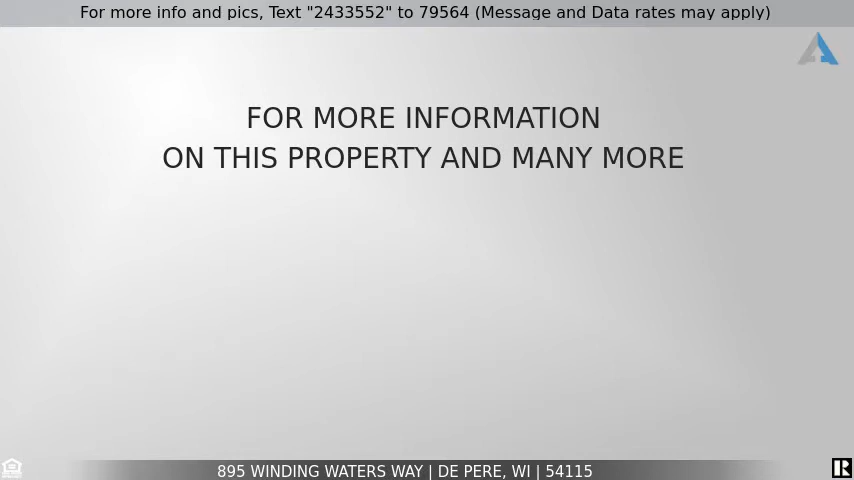 For more info and pics, Text "2433552" to 79564 (Message and Data rates may apply)
FOR MORE INFORMATION
ON THIS PROPERTY AND MANY MORE
895 WINDING WATERS WAY | DE PERE, WI | 54115